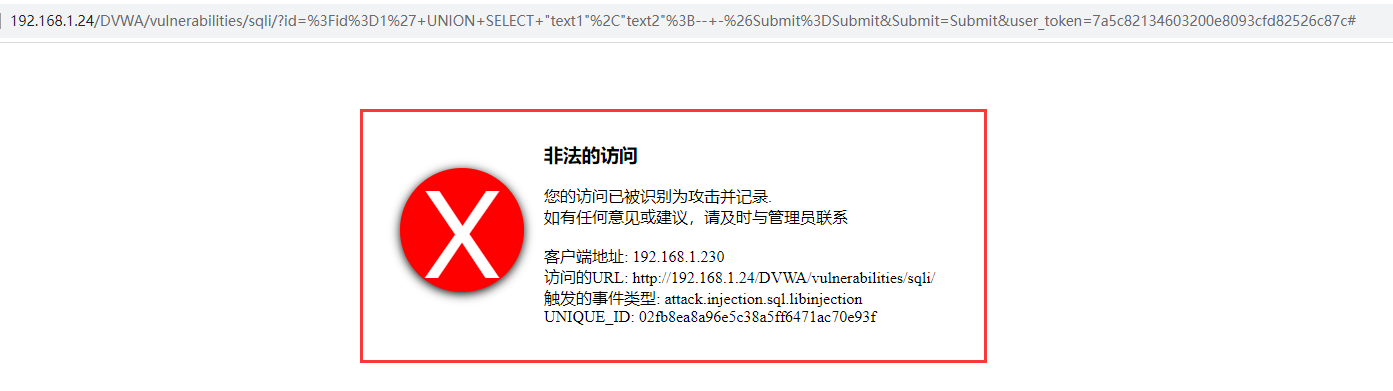 192.168.1.24/DVWA/vulnerabilities/sqli/?id=%3Fid%3D1%27+UNION+SELECT+"text1"%2C"text2"%3B--+-%26Submit%3DSubmit&Submit=Submit&user_token=7a5c82134603200e8093cfd82526c87c#
X
非法的访问
您的访问已被识别为攻击并记录.
如有任何意见或建议，请及时与管理员联系
客户端地址: 192.168.1.230
访问的URL: http://192.168.1.24/DVWA/vulnerabilities/sqli/
触发的事件类型: attack.injection.sql.libinjection
UNIQUE_ID: 02fb8ea8a96e5c38a5ff6471ac70e93f